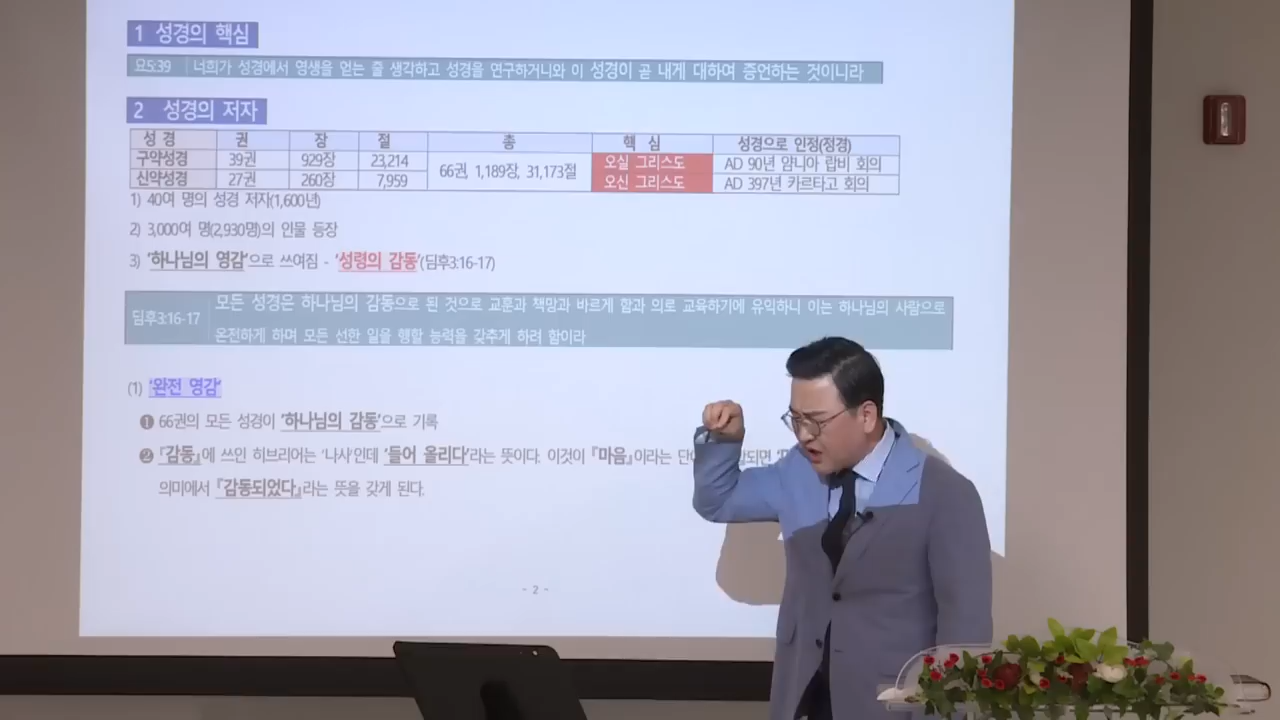 1 성경의 핵심
요5:39 너희가 성경에서 영생을 얻는 줄 생각하고 성경을 연구하거니와 이 성경이 곧 내게 대하여 증언하는 것이니라
2 성경의 저자
성 경 권 장 절 총 핵 심 성경으로 인정(정경)
구약성경 39권 929장 23,214 66권, 1,189장, 31,173절 오실 그리스도 AD 90년 얌니아 랍비 회의
신약성경 27권 260장 7,959 오신 그리스도 AD 397년 카르타고 회의
1) 40여 명의 성경 저자(1,600년)
2) 3,000여 명(2,930명)의 인물 등장
3) '하나님의 영감'으로 쓰여짐 - '성령의 감동'(딤후3:16-17)
딤후3:16-17 모든 성경은 하나님의 감동으로 된 것으로 교훈과 책망과 바르게 함과 의로 교육하기에 유익하니 이는 하나님의 사람으로
온전하게 하며 모든 선한 일을 행할 능력을 갖추게 하려 함이라
(1) '완전 영감'
❶ 66권의 모든 성경이 '하나님의 감동'으로 기록
❷ 『감동』에 쓰인 히브리어는 '나사'인데 '들어 올리다'라는 뜻이다. 이것이 『마음』이라는
의미에서 『감동되었다』라는 뜻을 갖게 된다.
- 2 -